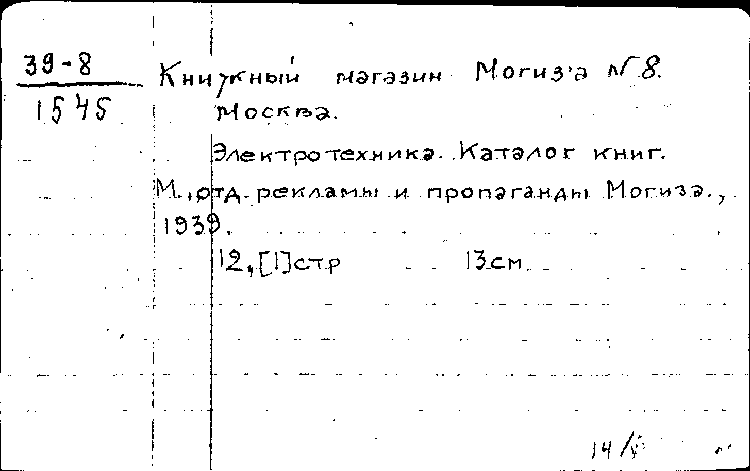 39-8
1545
Книжный магазин Могиз'а N 8.
Москва.
Электротехника. Каталог книг.
М., отд. рекламы и пропаганды Могиза.,
1939.
12, [1] стр 13 см
14/